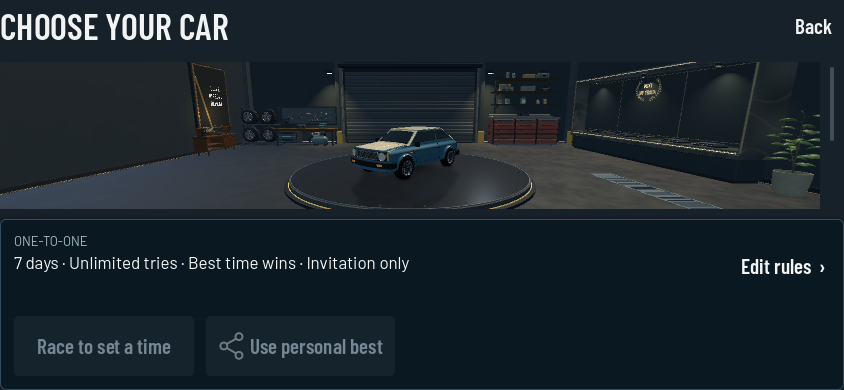 CHOOSE YOUR CAR
Back
ONE-TO-ONE
7 days · Unlimited tries · Best time wins · Invitation only
Edit rules ›
Race to set a time
Use personal best